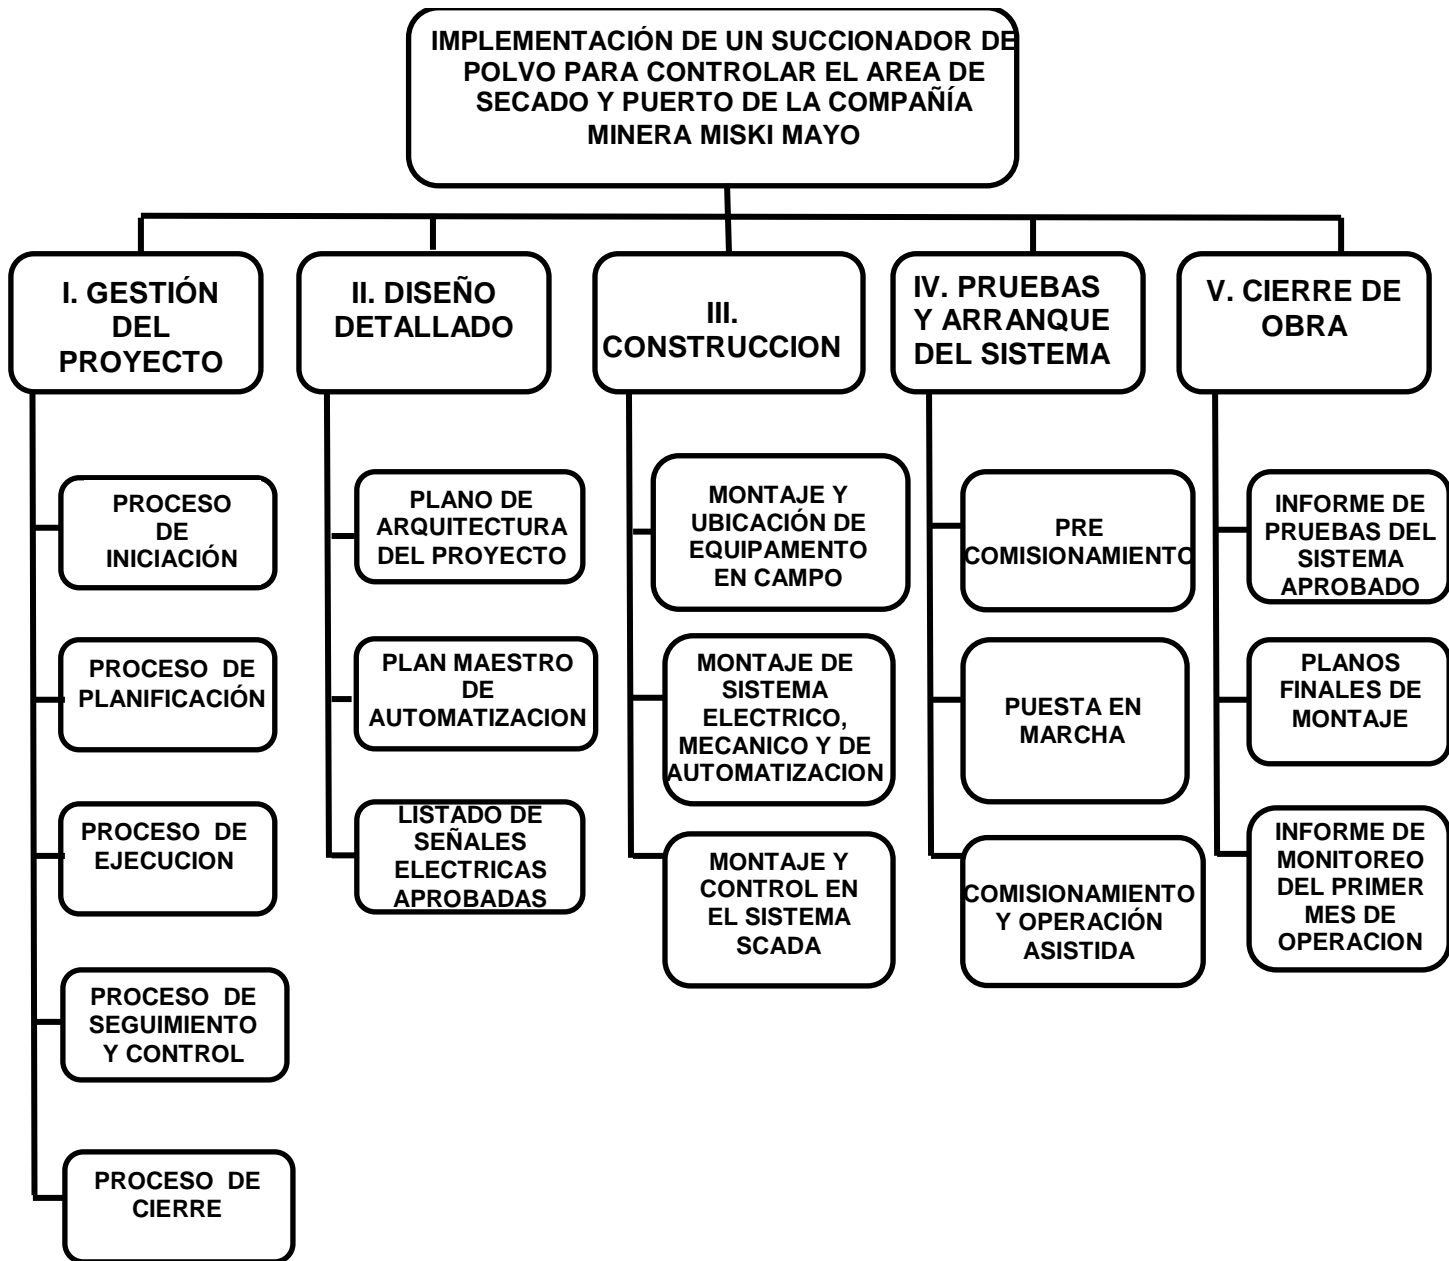 IMPLEMENTACIÓN DE UN SUCCIONADOR DE
POLVO PARA CONTROLAR EL AREA DE
SECADO Y PUERTO DE LA COMPAÑÍA
MINERA MISKI MAYO
I. GESTIÓN
DEL
PROYECTO
PROCESO
DE
INICIACIÓN
PROCESO DE
PLANIFICACIÓN
PROCESO DE
EJECUCION
PROCESO DE
SEGUIMIENTO
Y CONTROL
PROCESO DE
CIERRE
II. DISEÑO
DETALLADO
PLANO DE
ARQUITECTURA
DEL PROYECTO
PLAN MAESTRO
DE
AUTOMATIZACION
LISTADO DE
SEÑALES
ELECTRICAS
APROBADAS
III.
CONSTRUCCION
MONTAJE Y
UBICACIÓN DE
EQUIPAMENTO
EN CAMPO
MONTAJE DE
SISTEMA
ELECTRICO,
MECANICO Y DE
AUTOMATIZACION
MONTAJE Y
CONTROL EN
EL SISTEMA
SCADA
IV. PRUEBAS
Y ARRANQUE
DEL SISTEMA
PRE
COMISIONAMIENTO
PUESTA EN
MARCHA
COMISIONAMIENTO
Y OPERACIÓN
ASISTIDA
V. CIERRE DE
OBRA
INFORME DE
PRUEBAS DEL
SISTEMA
APROBADO
PLANOS
FINALES DE
MONTAJE
INFORME DE
MONITOREO
DEL PRIMER
MES DE
OPERACION